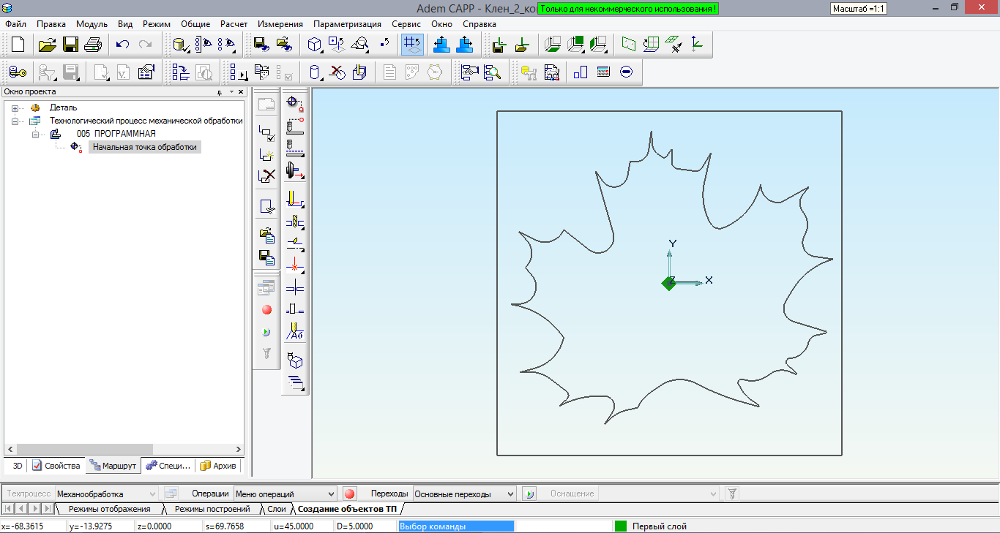 Adem CAPP - Клен_2_ко
Только для некоммерческого использования !
Масштаб =1:1
Файл Правка Модуль Вид Режим Общие Расчет Измерения Параметризация Сервис Окно Справка
Окно проекта
Деталь
Технологический процесс механической обработки
005 ПРОГРАММНАЯ
Начальная точка обработки
Y
Z
X
3D Свойства Маршрут Специ... Архив
Техпроцесс Механообработка Операции Меню операций Переходы Основные переходы Оснащение
Режимы отображения Режимы построений Слои Создание объектов ТП
x=-68.3615 y=-13.9275 z=0.0000 s=69.7658 u=45.0000 D=5.0000 Выбор команды Первый слой